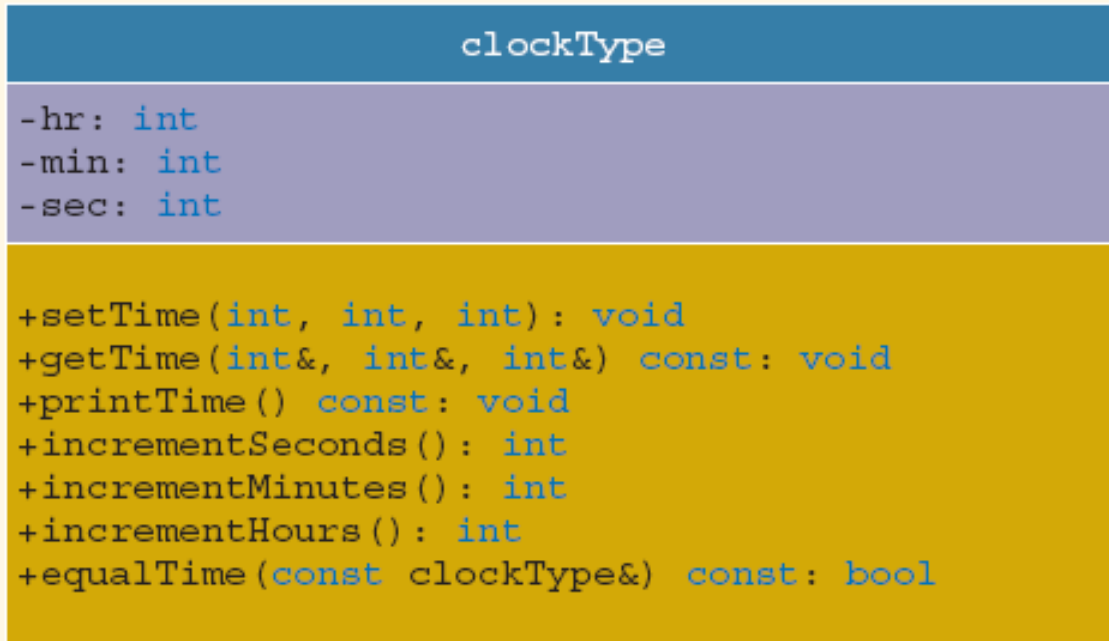 clockType
-hr: int
-min: int
-sec: int
+setTime(int, int, int): void
+getTime(int&, int&, int&) const: void
+printTime() const: void
+incrementSeconds(): int
+incrementMinutes(): int
+incrementHours(): int
+equalTime(const clockType&) const: bool